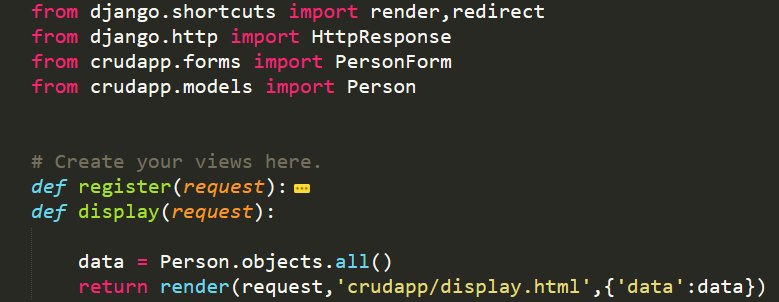 from django.shortcuts import render,redirect
from django.http import HttpResponse
from crudapp.forms import PersonForm
from crudapp.models import Person
# Create your views here.
def register(request):
def display(request):
data = Person.objects.all()
return render(request,'crudapp/display.html',{'data':data})